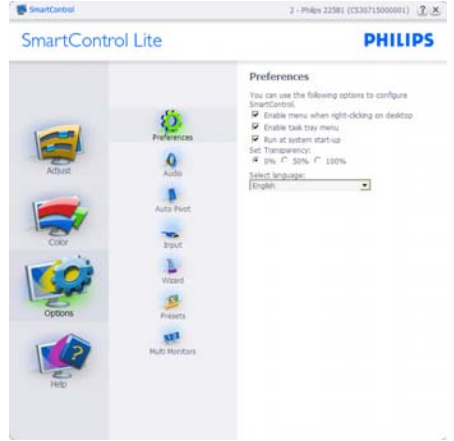 SmartControl
2 - Philips 225B1 (CS30715000001) ? X
SmartControl Lite
PHILIPS
Adjust
Color
Options
Help
Preferences
Audio
Auto Pivot
Input
Wizard
Presets
Multi Monitors
Preferences
You can use the following options to configure
SmartControl.
Enable menu when right-clicking on desktop
Enable task tray menu
Run at system start-up
Set Transparency:
0% 50% 100%
Select language:
English